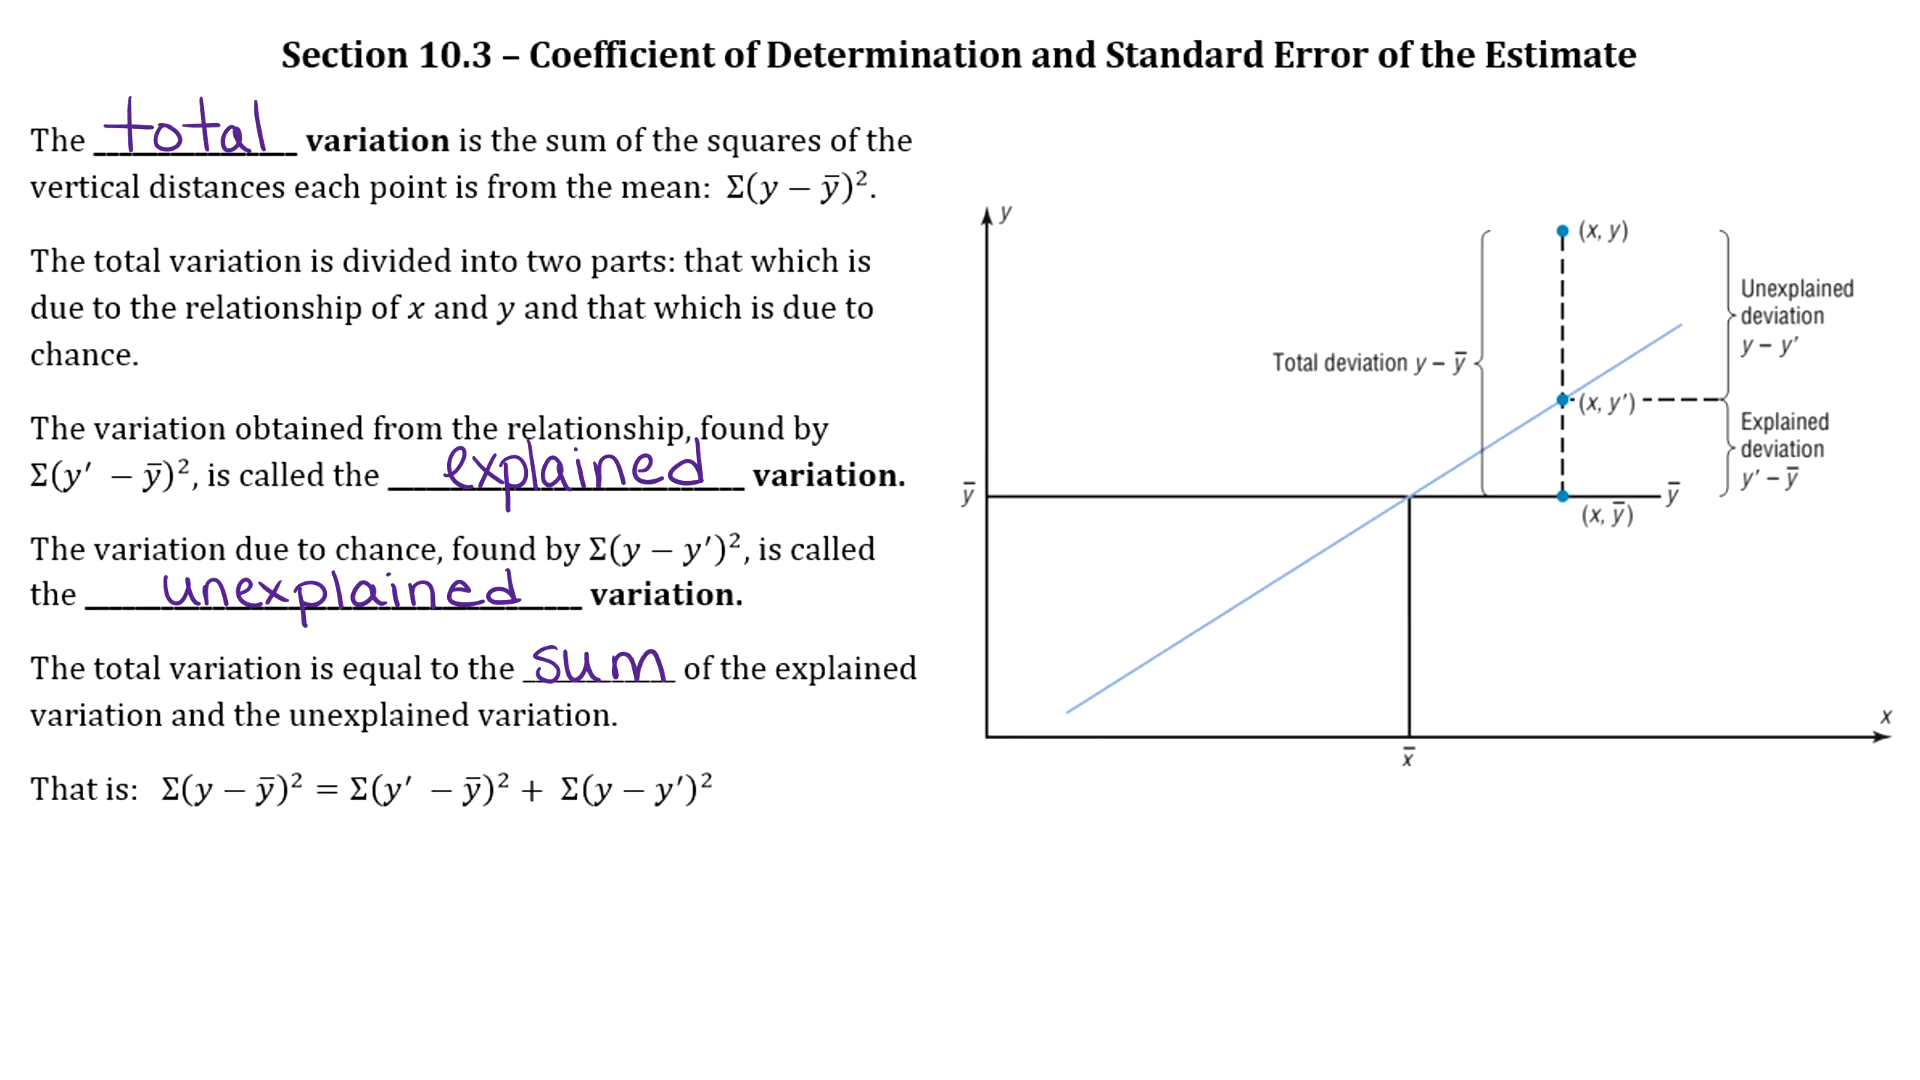 Section 10.3 – Coefficient of Determination and Standard Error of the Estimate
The total variation is the sum of the squares of the
vertical distances each point is from the mean: Σ(y − ȳ)².
The total variation is divided into two parts: that which is
due to the relationship of x and y and that which is due to
chance.
The variation obtained from the relationship, found by
Σ(y′ − ȳ)², is called the explained variation.
The variation due to chance, found by Σ(y − y′)², is called
the unexplained variation.
The total variation is equal to the sum of the explained
variation and the unexplained variation.
That is: Σ(y − ȳ)² = Σ(y′ − ȳ)² + Σ(y − y′)²
y
(x, y)
Unexplained
deviation
y − y′
Total deviation y − ȳ
(x, y′)
Explained
deviation
y′ − ȳ
ȳ
ȳ
(x, ȳ)
x
x̄